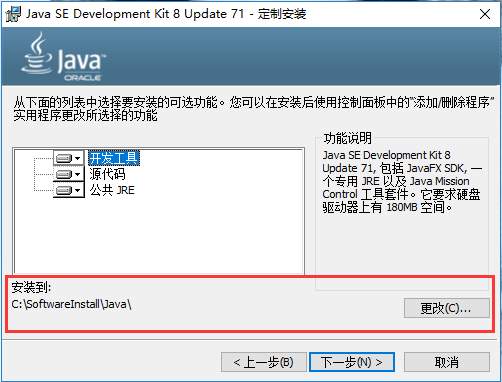 Java SE Development Kit 8 Update 71 - 定制安装
Java™
ORACLE
从下面的列表中选择要安装的可选功能。您可以在安装后使用控制面板中的“添加/删除程序”
实用程序更改所选择的功能
开发工具
源代码
公共 JRE
功能说明
Java SE Development Kit 8
Update 71, 包括 JavaFX SDK, 一
个专用 JRE 以及 Java Mission
Control 工具套件。它要求硬盘
驱动器上有 180MB 空间。
安装到:
C:\SoftwareInstall\Java\
更改(C)...
< 上一步(B)
下一步(N) >
取消